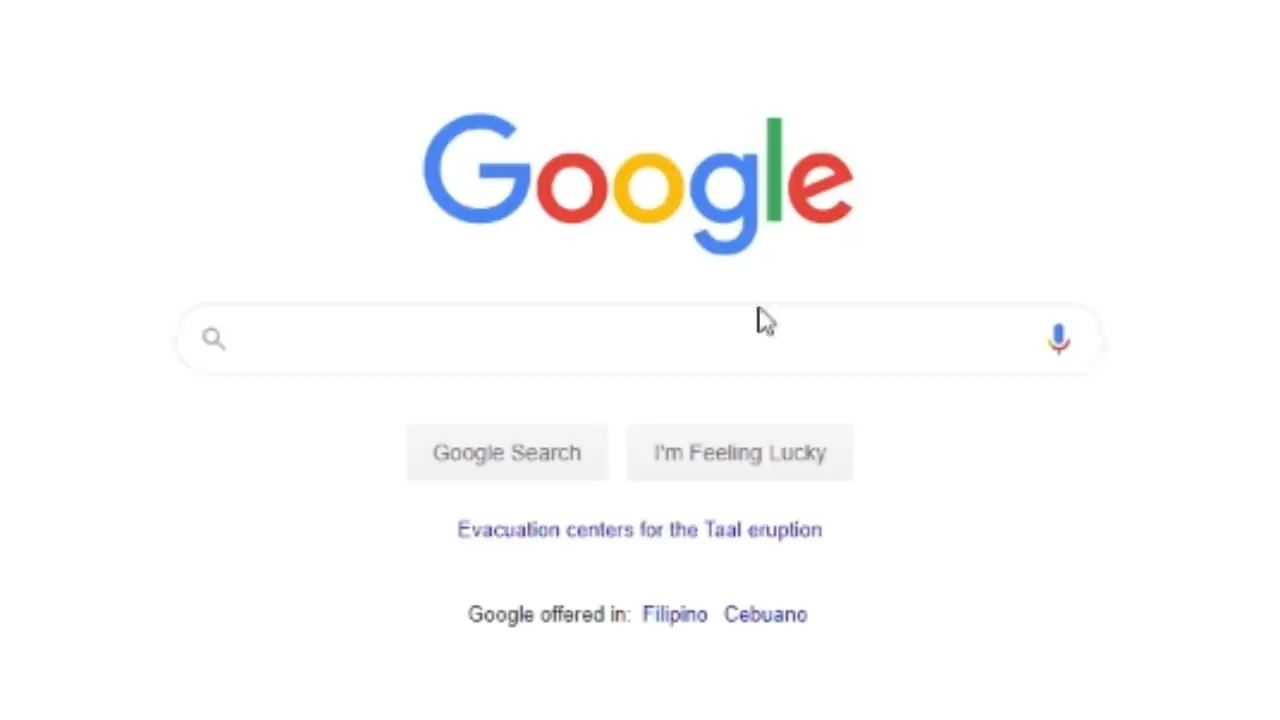 Google
Google Search I'm Feeling Lucky
Evacuation centers for the Taal eruption
Google offered in: Filipino Cebuano